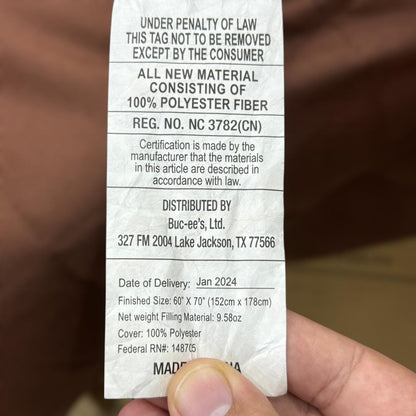 UNDER PENALTY OF LAW
THIS TAG NOT TO BE REMOVED
EXCEPT BY THE CONSUMER
ALL NEW MATERIAL
CONSISTING OF
100% POLYESTER FIBER
REG. NO. NC 3782(CN)
Certification is made by the
manufacturer that the materials
in this article are described in
accordance with law.
DISTRIBUTED BY
Buc-ee's, Ltd.
327 FM 2004 Lake Jackson, TX 77566
Date of Delivery: Jan 2024
Finished Size: 60" X 70" (152cm x 178cm)
Net weight Filling Material: 9.58oz
Cover: 100% Polyester
Federal RN#: 148705